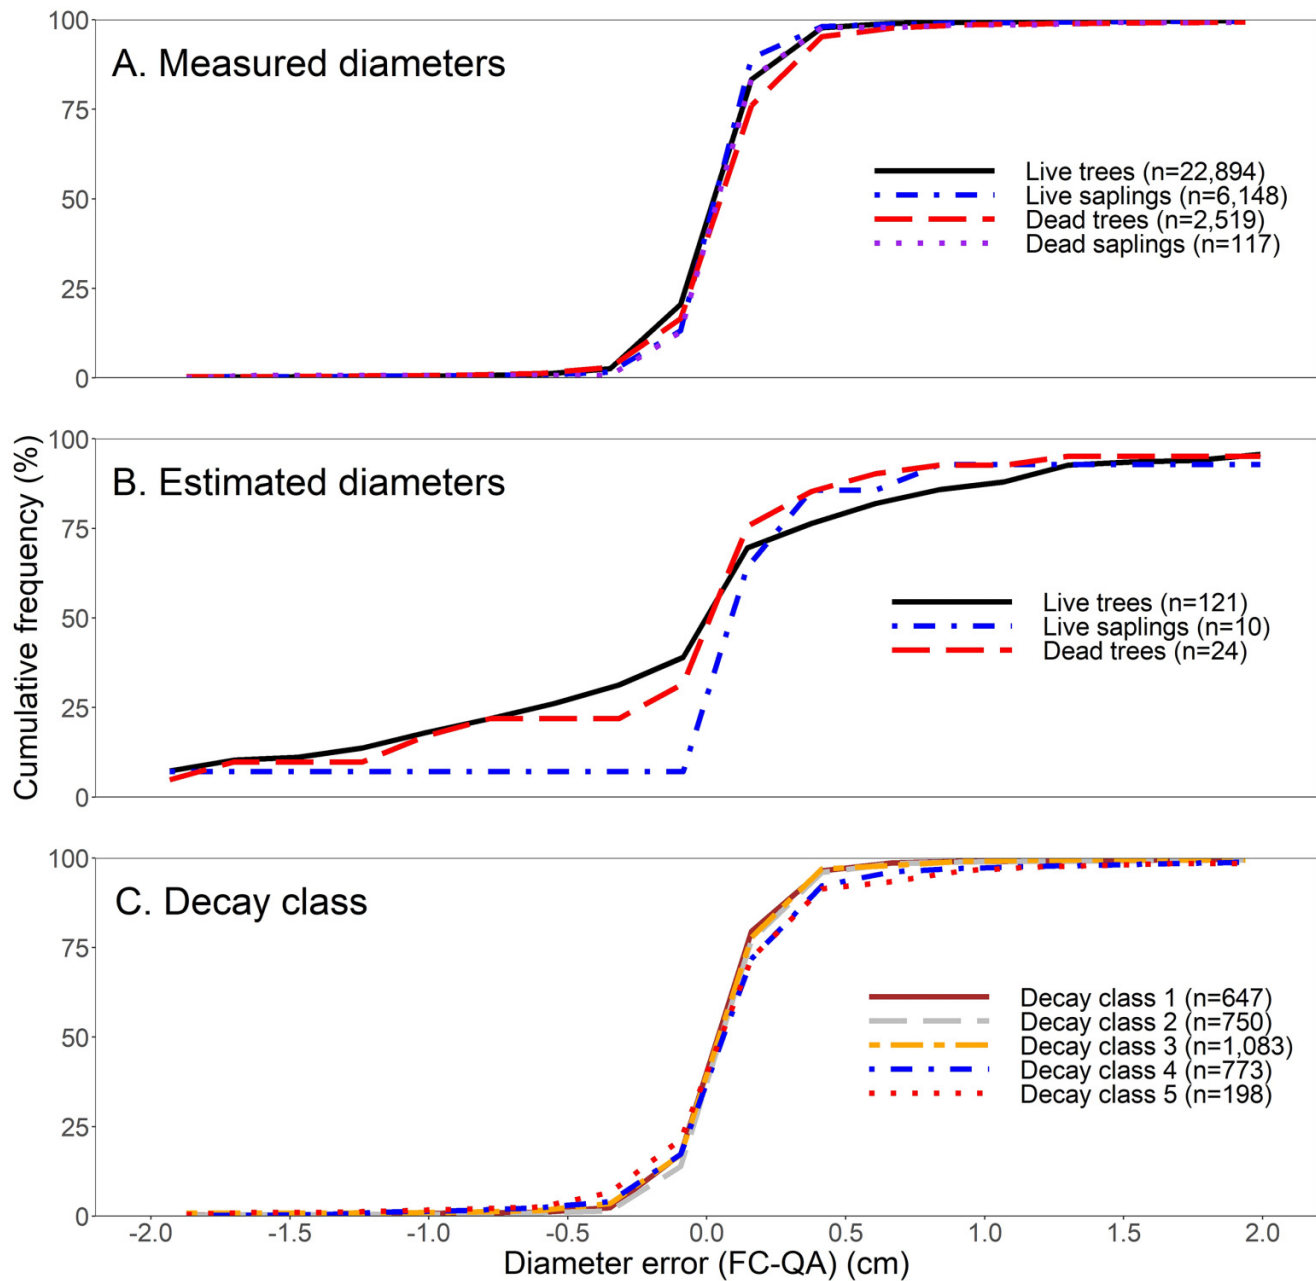 A. Measured diameters
100
75
50
25
0
Live trees (n=22,894)
Live saplings (n=6,148)
Dead trees (n=2,519)
Dead saplings (n=117)
Cumulative frequency (%)
B. Estimated diameters
100
75
50
25
0
Live trees (n=121)
Live saplings (n=10)
Dead trees (n=24)
C. Decay class
100
75
50
25
0
Decay class 1 (n=647)
Decay class 2 (n=750)
Decay class 3 (n=1,083)
Decay class 4 (n=773)
Decay class 5 (n=198)
-2.0 -1.5 -1.0 -0.5 0.0 0.5 1.0 1.5 2.0
Diameter error (FC-QA) (cm)